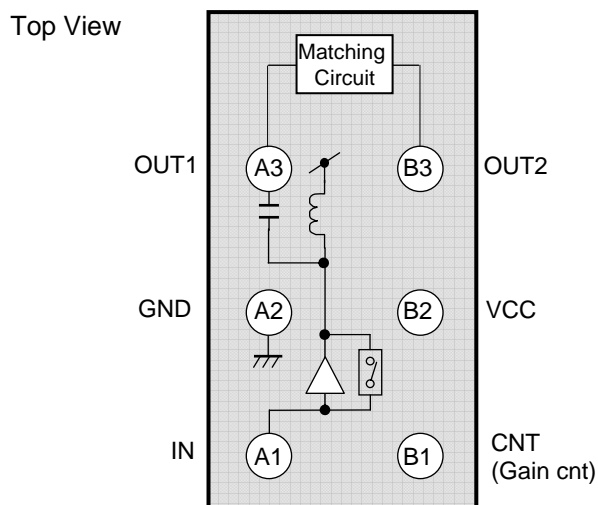 Top View
Matching
Circuit
OUT1
A3
B3
OUT2
GND
A2
B2
VCC
IN
A1
B1
CNT
(Gain cnt)